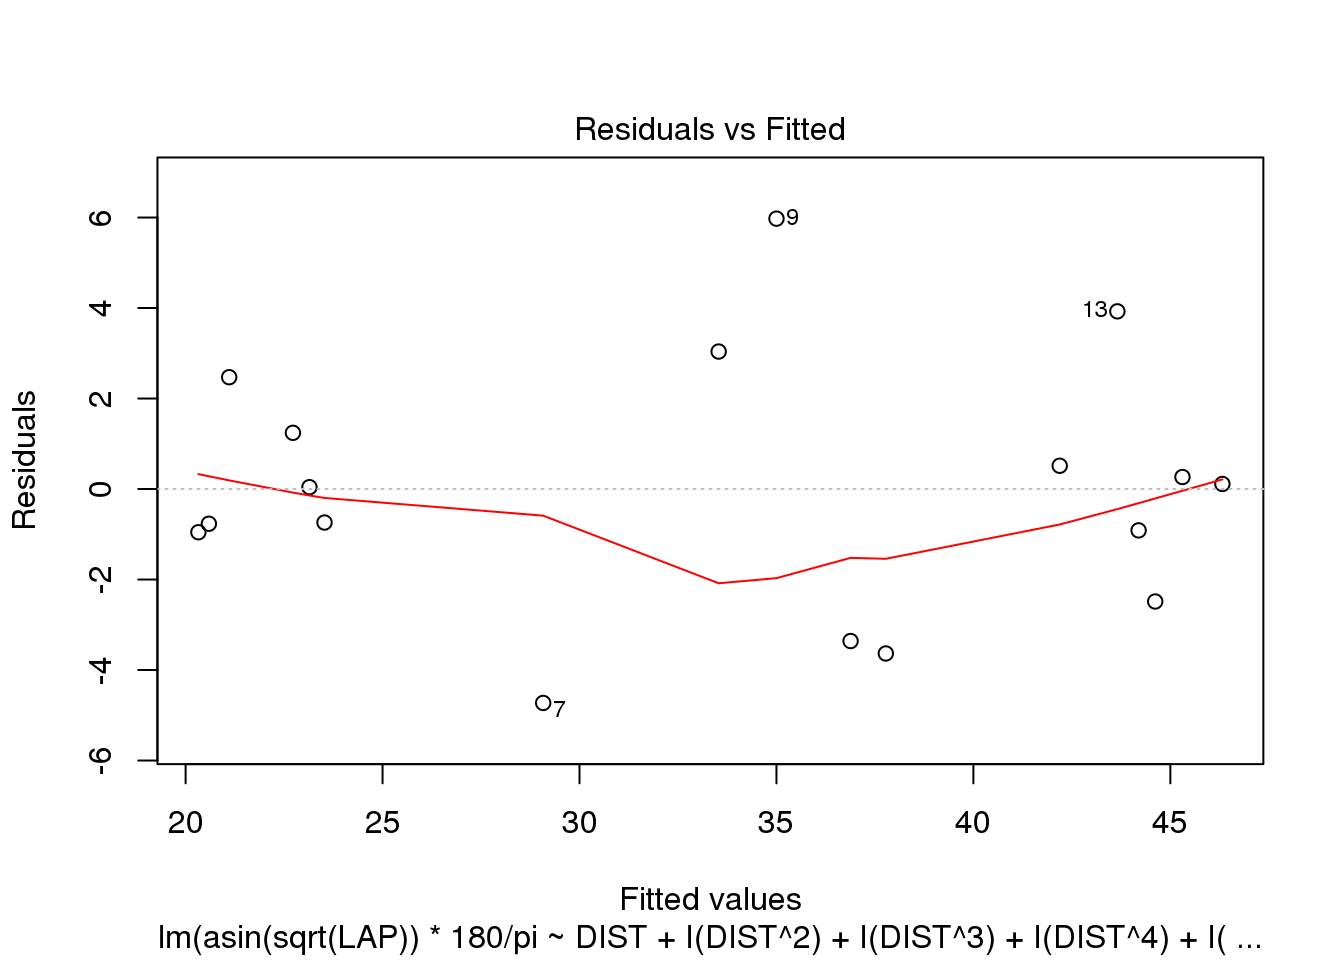 Residuals vs Fitted
Residuals
6
4
2
0
-2
-4
-6
9
13
7
20 25 30 35 40 45
Fitted values
lm(asin(sqrt(LAP)) * 180/pi ~ DIST + I(DIST^2) + I(DIST^3) + I(DIST^4) + I( ...